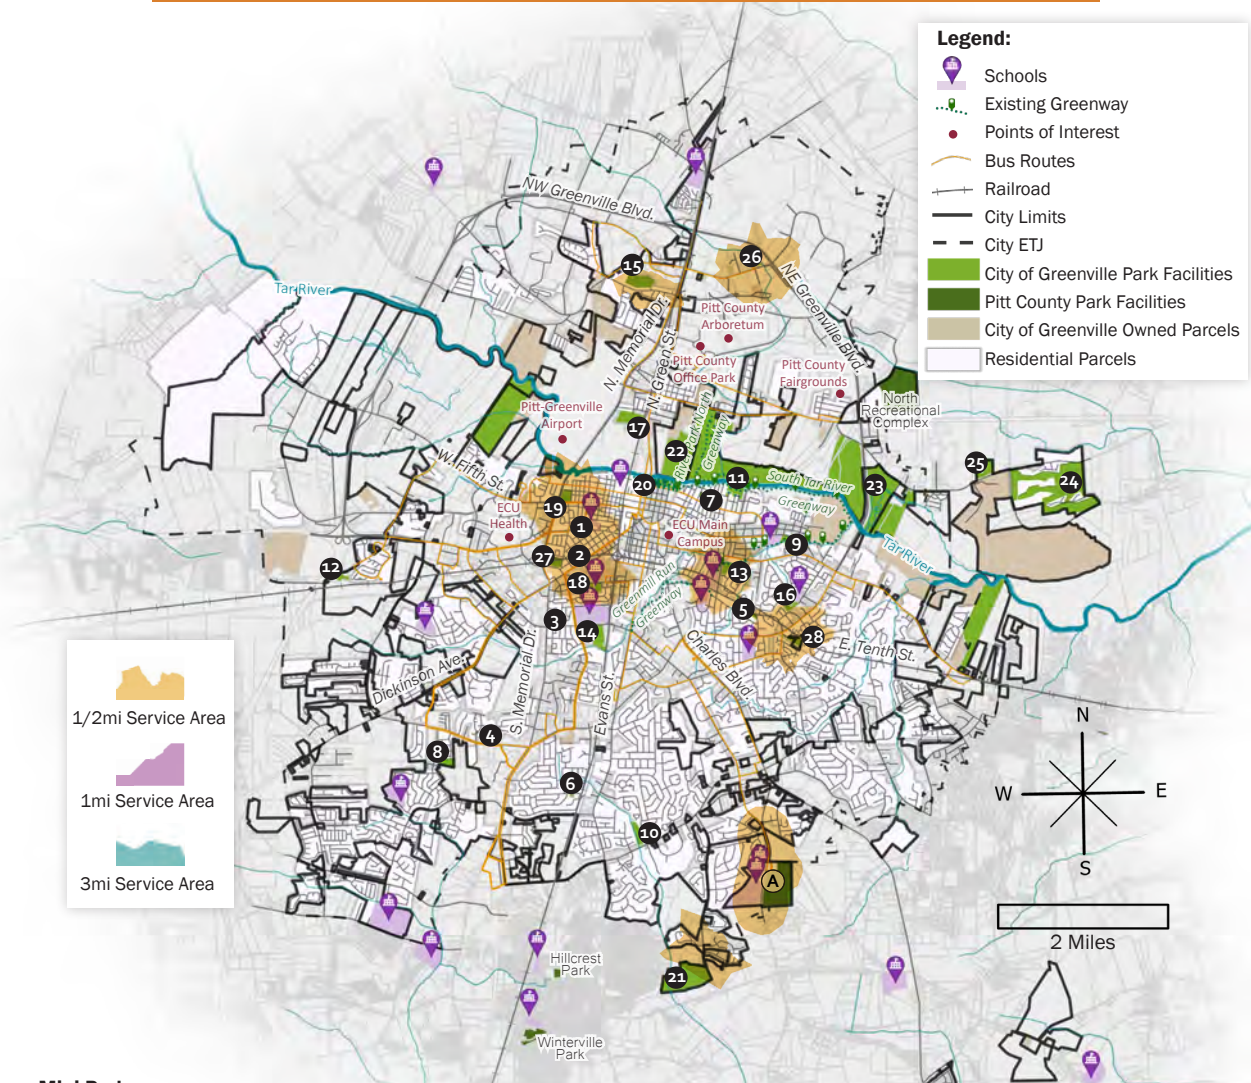 Legend:
Schools
Existing Greenway
Points of Interest
Bus Routes
Railroad
City Limits
City ETJ
City of Greenville Park Facilities
Pitt County Park Facilities
City of Greenville Owned Parcels
Residential Parcels
NW Greenville Blvd.
26
15
NE Greenville Blvd.
Tar River
Pitt County
Arboretum
N. Memorial Dr.
N. Green St.
Pitt County
Office Park
Pitt County
Fairgrounds
North
Recreational
Complex
Pitt-Greenville
Airport
17
River Park North
Greenway
22
W. Fifth St.
25
24
20
11
South Tar River
Greenway
23
7
19
ECU
Health
1
ECU Main
Campus
9
Tar River
27
2
12
13
18
Greenmill Run
Greenway
16
5
3
14
28
E. Tenth St.
Charles Blvd.
Dickinson Ave.
S. Memorial Dr.
Evans St.
1/2mi Service Area
1mi Service Area
3mi Service Area
4
8
6
10
A
N
W
E
S
2 Miles
Hillcrest
Park
21
Winterville
Park